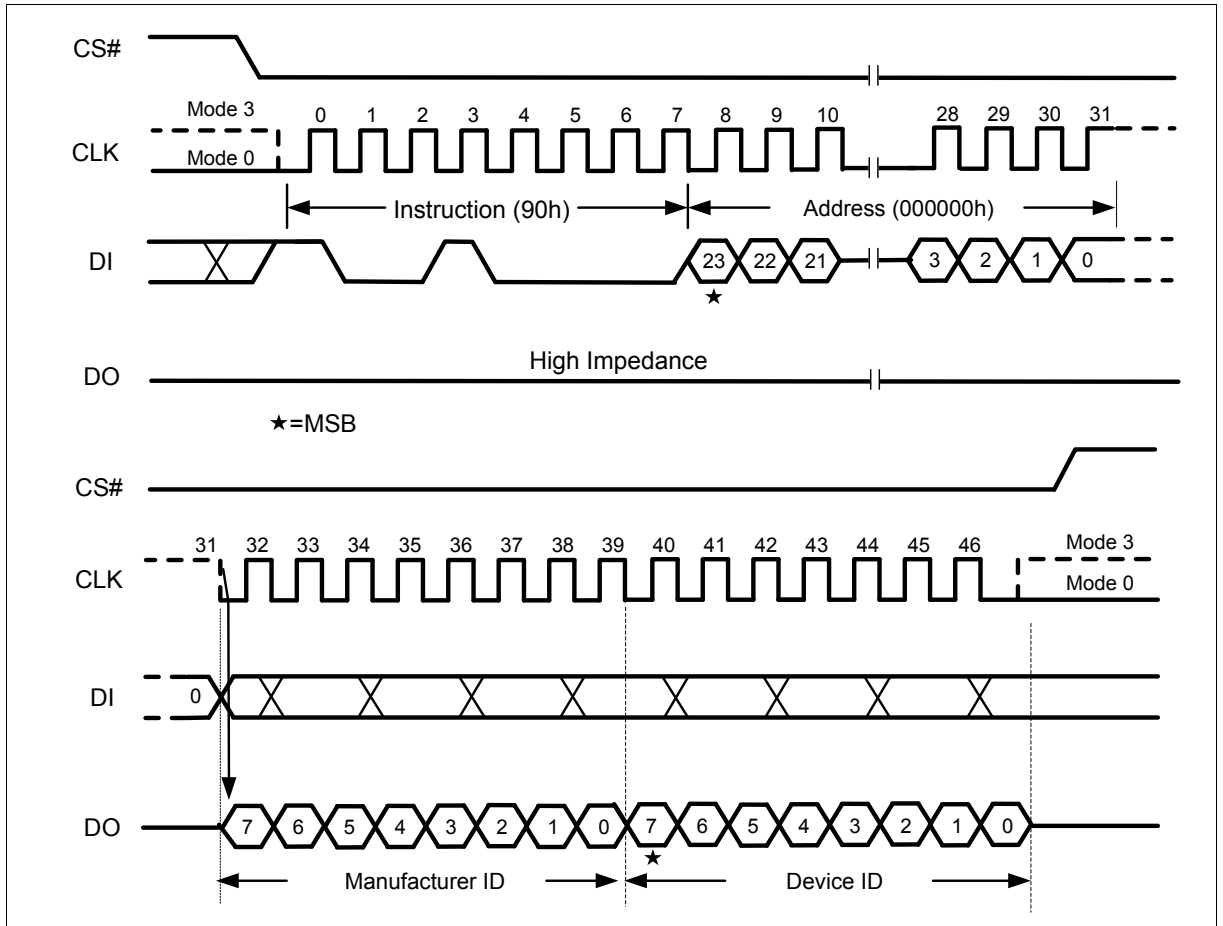 CS#
Mode 3
0 1 2 3 4 5 6 7 8 9 10 28 29 30 31
CLK
Mode 0
Instruction (90h)
Address (000000h)
DI
23 22 21 3 2 1 0
★
High Impedance
DO
★=MSB
CS#
31 32 33 34 35 36 37 38 39 40 41 42 43 44 45 46
Mode 3
CLK
Mode 0
DI
0
DO
7 6 5 4 3 2 1 0 7 6 5 4 3 2 1 0
★
Manufacturer ID
Device ID